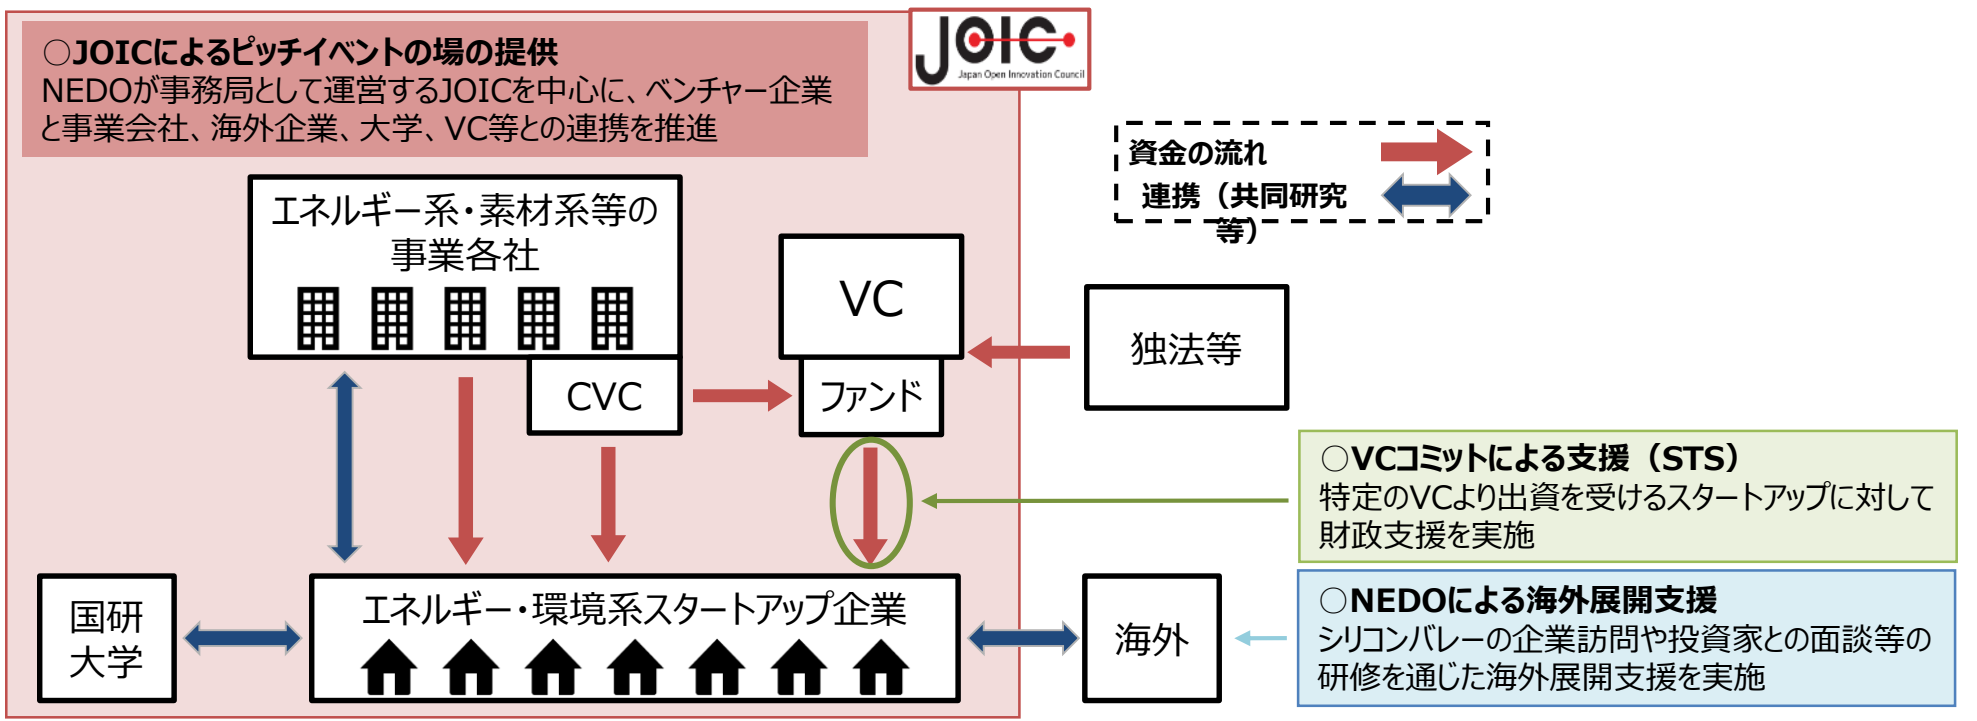 ○JOICによるピッチイベントの場の提供
NEDOが事務局として運営するJOICを中心に、ベンチャー企業
と事業会社、海外企業、大学、VC等との連携を推進
JOIC
Japan Open Innovation Council
資金の流れ
連携（共同研究
等）
エネルギー系・素材系等の
事業各社
CVC
VC
ファンド
独法等
○VCコミットによる支援（STS）
特定のVCより出資を受けるスタートアップに対して
財政支援を実施
国研
大学
エネルギー・環境系スタートアップ企業
海外
○NEDOによる海外展開支援
シリコンバレーの企業訪問や投資家との面談等の
研修を通じた海外展開支援を実施